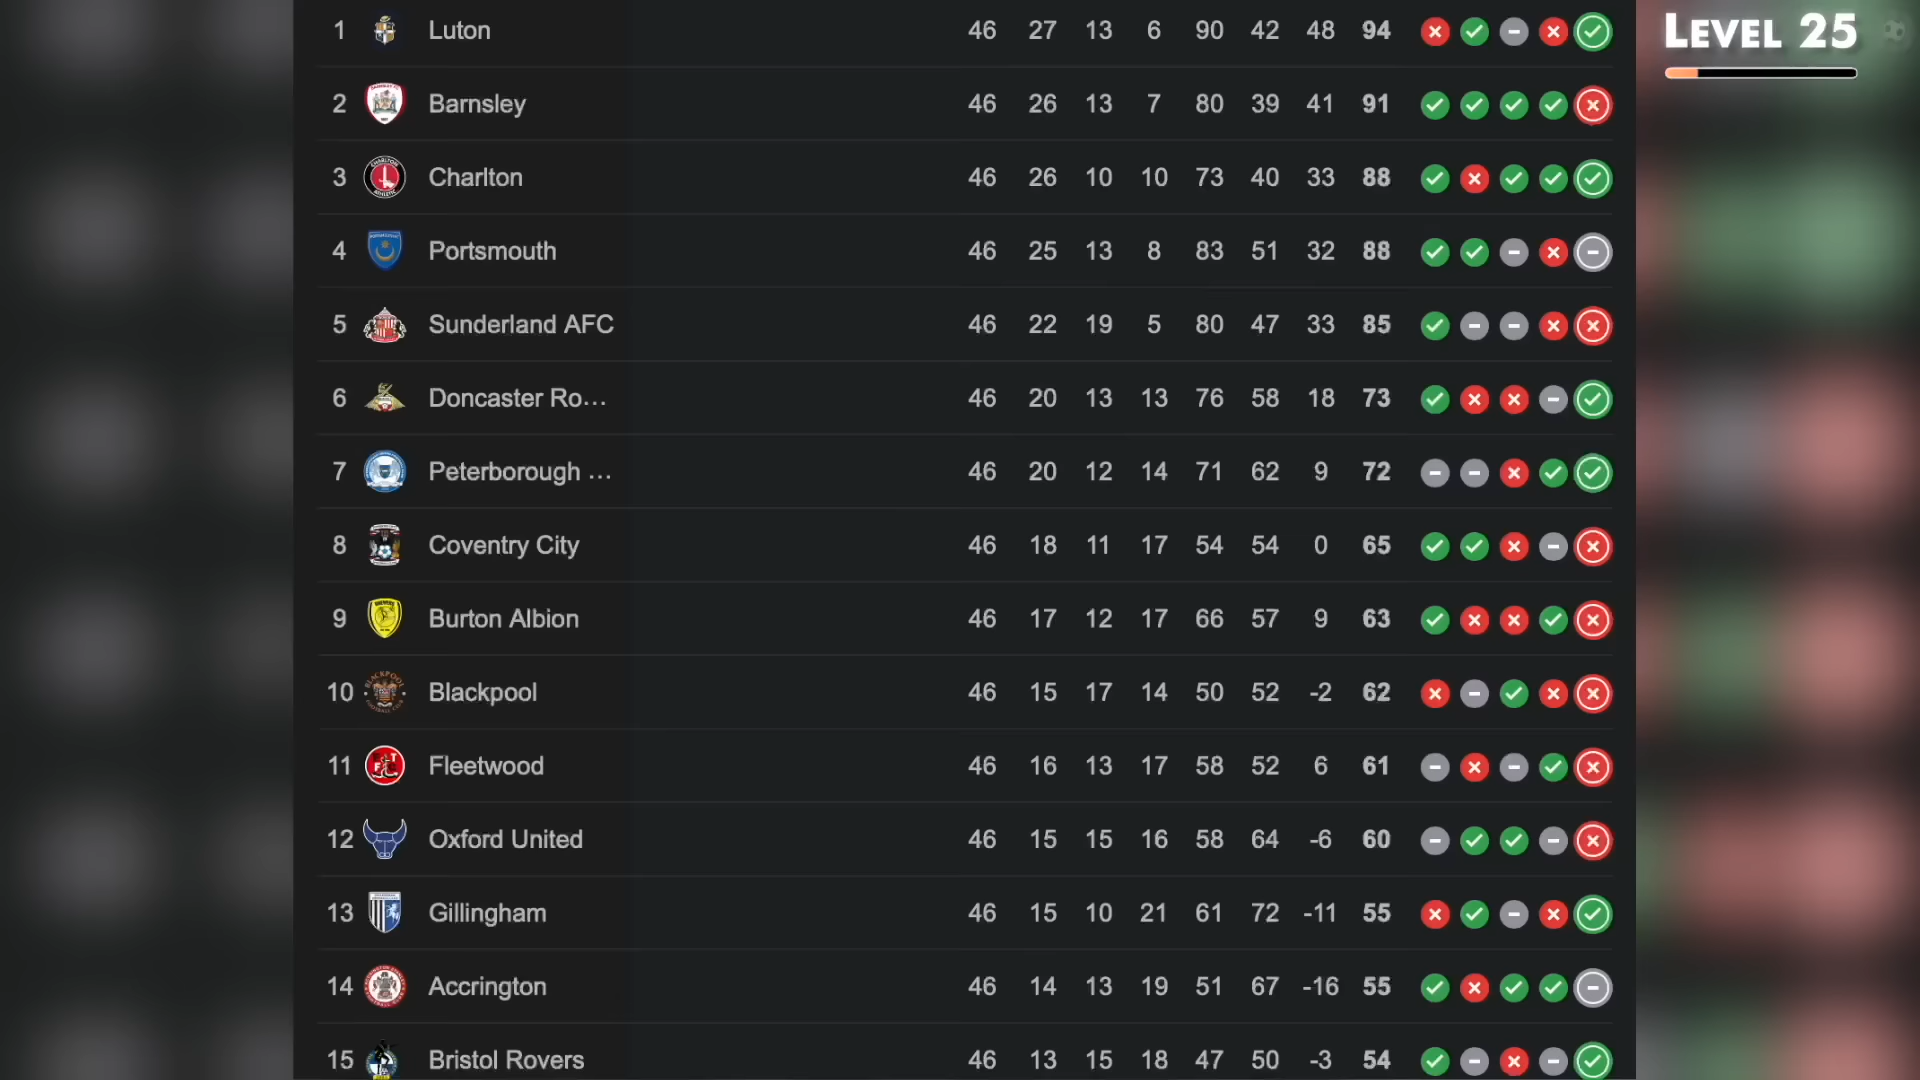 LEVEL 25
1 Luton 46 27 13 6 90 42 48 94
2 Barnsley 46 26 13 7 80 39 41 91
3 Charlton 46 26 10 10 73 40 33 88
4 Portsmouth 46 25 13 8 83 51 32 88
5 Sunderland AFC 46 22 19 5 80 47 33 85
6 Doncaster Ro... 46 20 13 13 76 58 18 73
7 Peterborough ... 46 20 12 14 71 62 9 72
8 Coventry City 46 18 11 17 54 54 0 65
9 Burton Albion 46 17 12 17 66 57 9 63
10 Blackpool 46 15 17 14 50 52 -2 62
11 Fleetwood 46 16 13 17 58 52 6 61
12 Oxford United 46 15 15 16 58 64 -6 60
13 Gillingham 46 15 10 21 61 72 -11 55
14 Accrington 46 14 13 19 51 67 -16 55
15 Bristol Rovers 46 13 15 18 47 50 -3 54